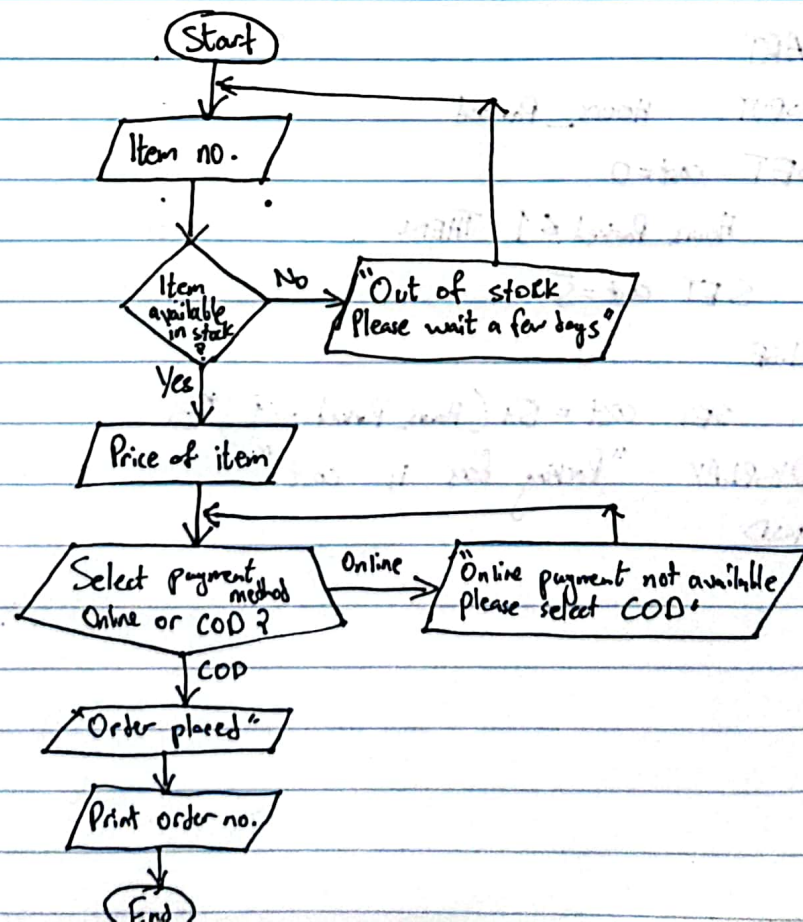 Start
Item no.
Item
available
in stock
?
No
"Out of stock
Please wait a few days"
Yes
Price of item
Select payment
method
Online or COD?
Online
"Online payment not available
please select COD"
COD
"Order placed"
Print order no.
End